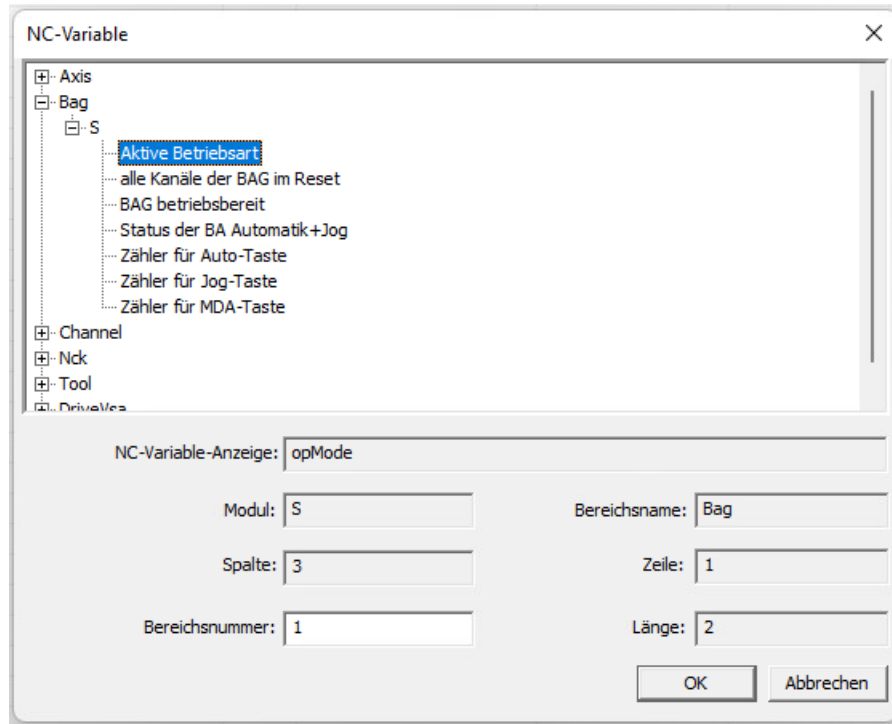 NC-Variable
Axis
Bag
S
Aktive Betriebsart
alle Kanäle der BAG im Reset
BAG betriebsbereit
Status der BA Automatik+Jog
Zähler für Auto-Taste
Zähler für Jog-Taste
Zähler für MDA-Taste
Channel
Nck
Tool
DriveVsa
NC-Variable-Anzeige: opMode
Modul: S Bereichsname: Bag
Spalte: 3 Zeile: 1
Bereichsnummer: 1 Länge: 2
OK Abbrechen